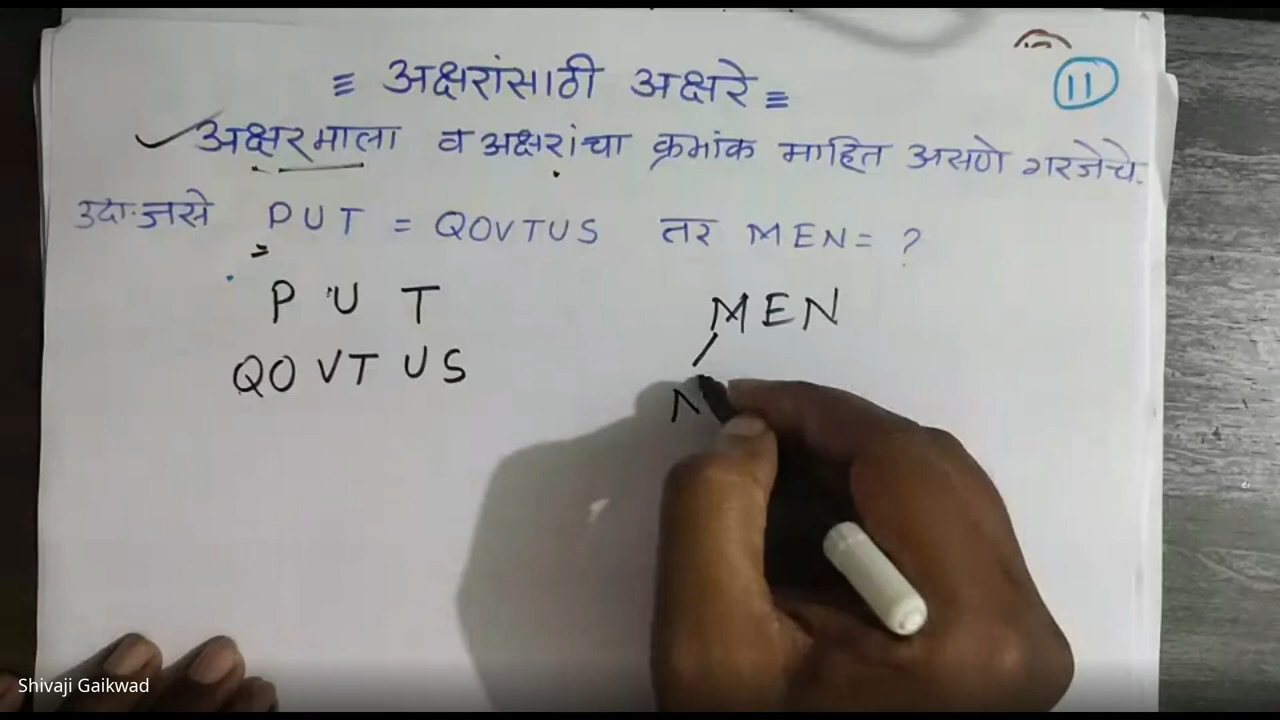 ≡ अक्षरांसाठी अक्षरे ≡
11
✓ अक्षरमाला व अक्षरांचा क्रमांक माहित असणे गरजेचे.
उदा. जसे PUT = QOVTUS तर MEN = ?
P U T
QO VT US
MEN
Shivaji Gaikwad